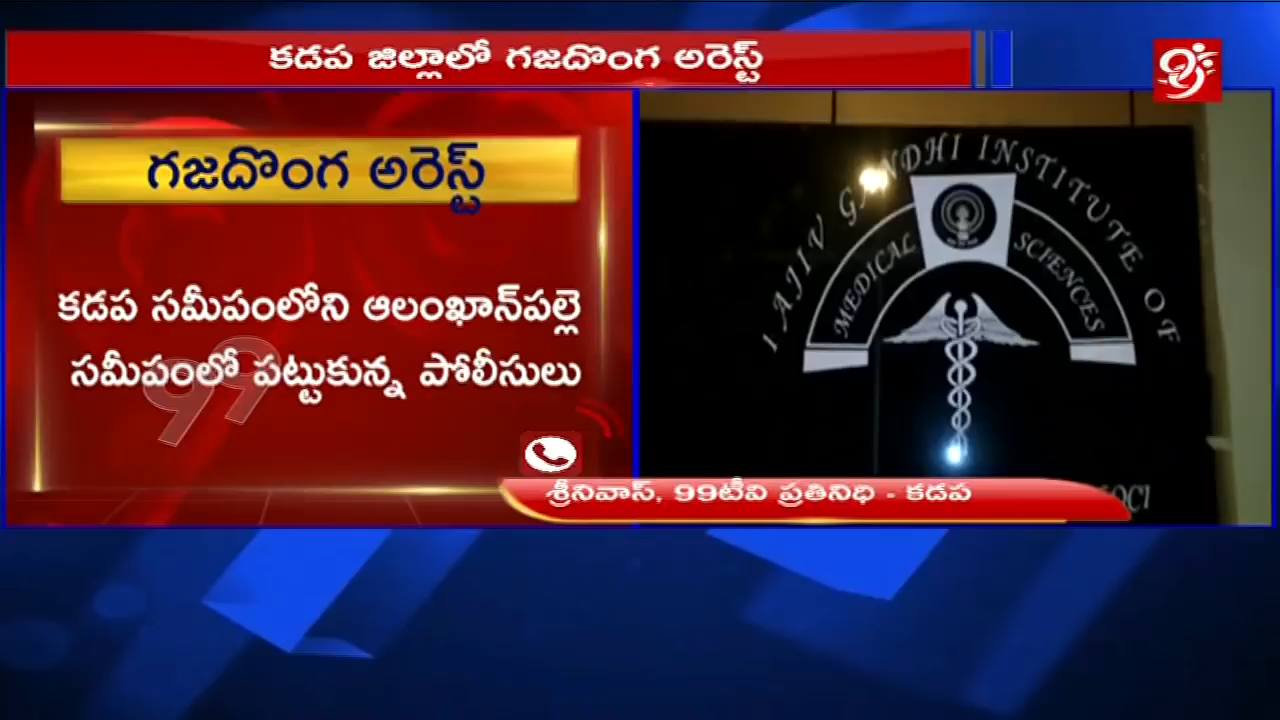 కడప జిల్లాలో గజదొంగ అరెస్ట్
గజదొంగ అరెస్ట్
కడప సమీపంలోని ఆలంఖాన్‌పల్లె
సమీపంలో పట్టుకున్న పోలీసులు
99
RAJIV GANDHI INSTITUTE OF
MEDICAL SCIENCES
శ్రీనివాస్, 99టీవి ప్రతినిధి - కడప